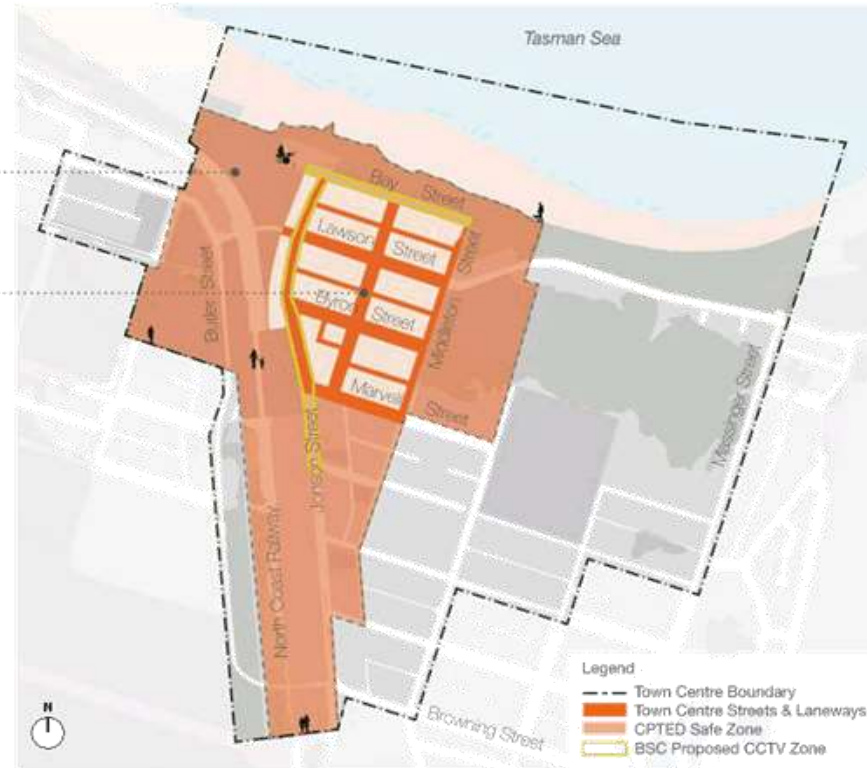 Tasman Sea
Bay Street
Lawson Street
Byron Street
Marvell Street
Middleton Street
Butler Street
Jonson Street
North Coast Railway
Massinger Street
Browning Street
N
Legend
Town Centre Boundary
Town Centre Streets & Laneways
CPTED Safe Zone
BSC Proposed CCTV Zone